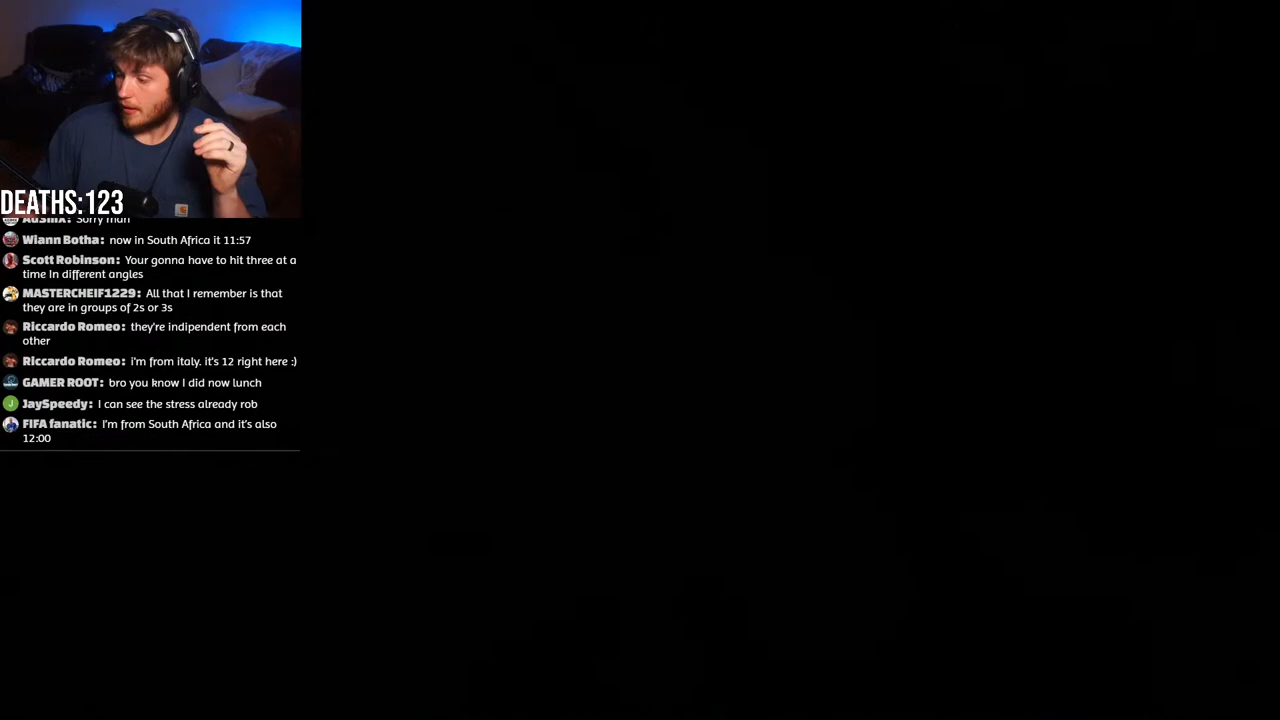 DEATHS:123
Sorry man
Wiann Botha: now in South Africa it 11:57
Scott Robinson: Your gonna have to hit three at a
time In different angles
MASTERCHEIF1229: All that I remember is that
they are in groups of 2s or 3s
Riccardo Romeo: they're indipendent from each
other
Riccardo Romeo: i'm from italy. it's 12 right here :)
GAMER ROOT: bro you know I did now lunch
J JaySpeedy: I can see the stress already rob
FIFA fanatic: I'm from South Africa and it's also
12:00